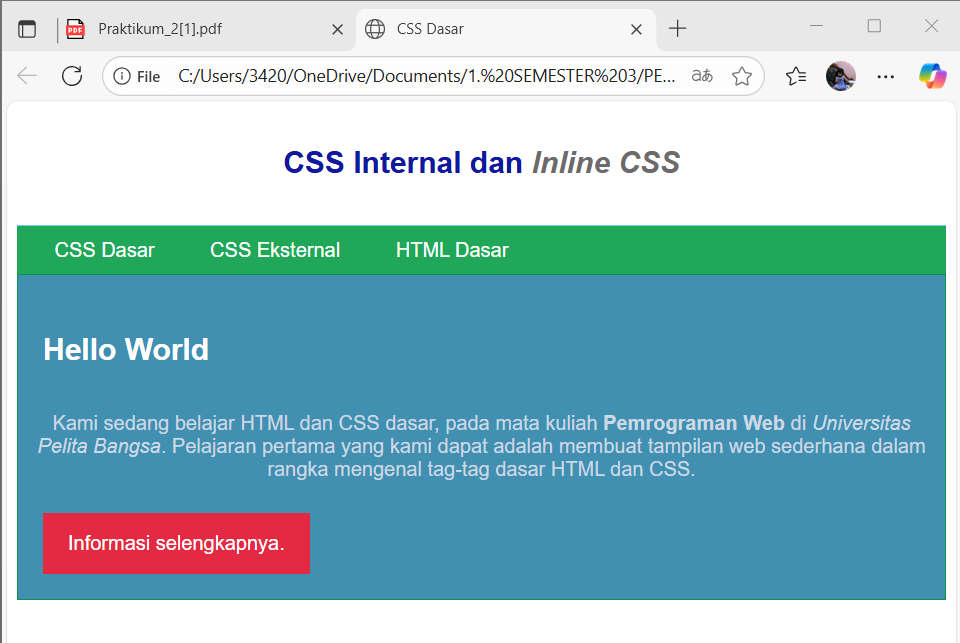 Praktikum_2[1].pdf
CSS Dasar
File C:/Users/3420/OneDrive/Documents/1.%20SEMESTER%203/PE... aあ
CSS Internal dan Inline CSS
CSS Dasar CSS Eksternal HTML Dasar
Hello World
Kami sedang belajar HTML dan CSS dasar, pada mata kuliah Pemrograman Web di Universitas
Pelita Bangsa. Pelajaran pertama yang kami dapat adalah membuat tampilan web sederhana dalam
rangka mengenal tag-tag dasar HTML dan CSS.
Informasi selengkapnya.